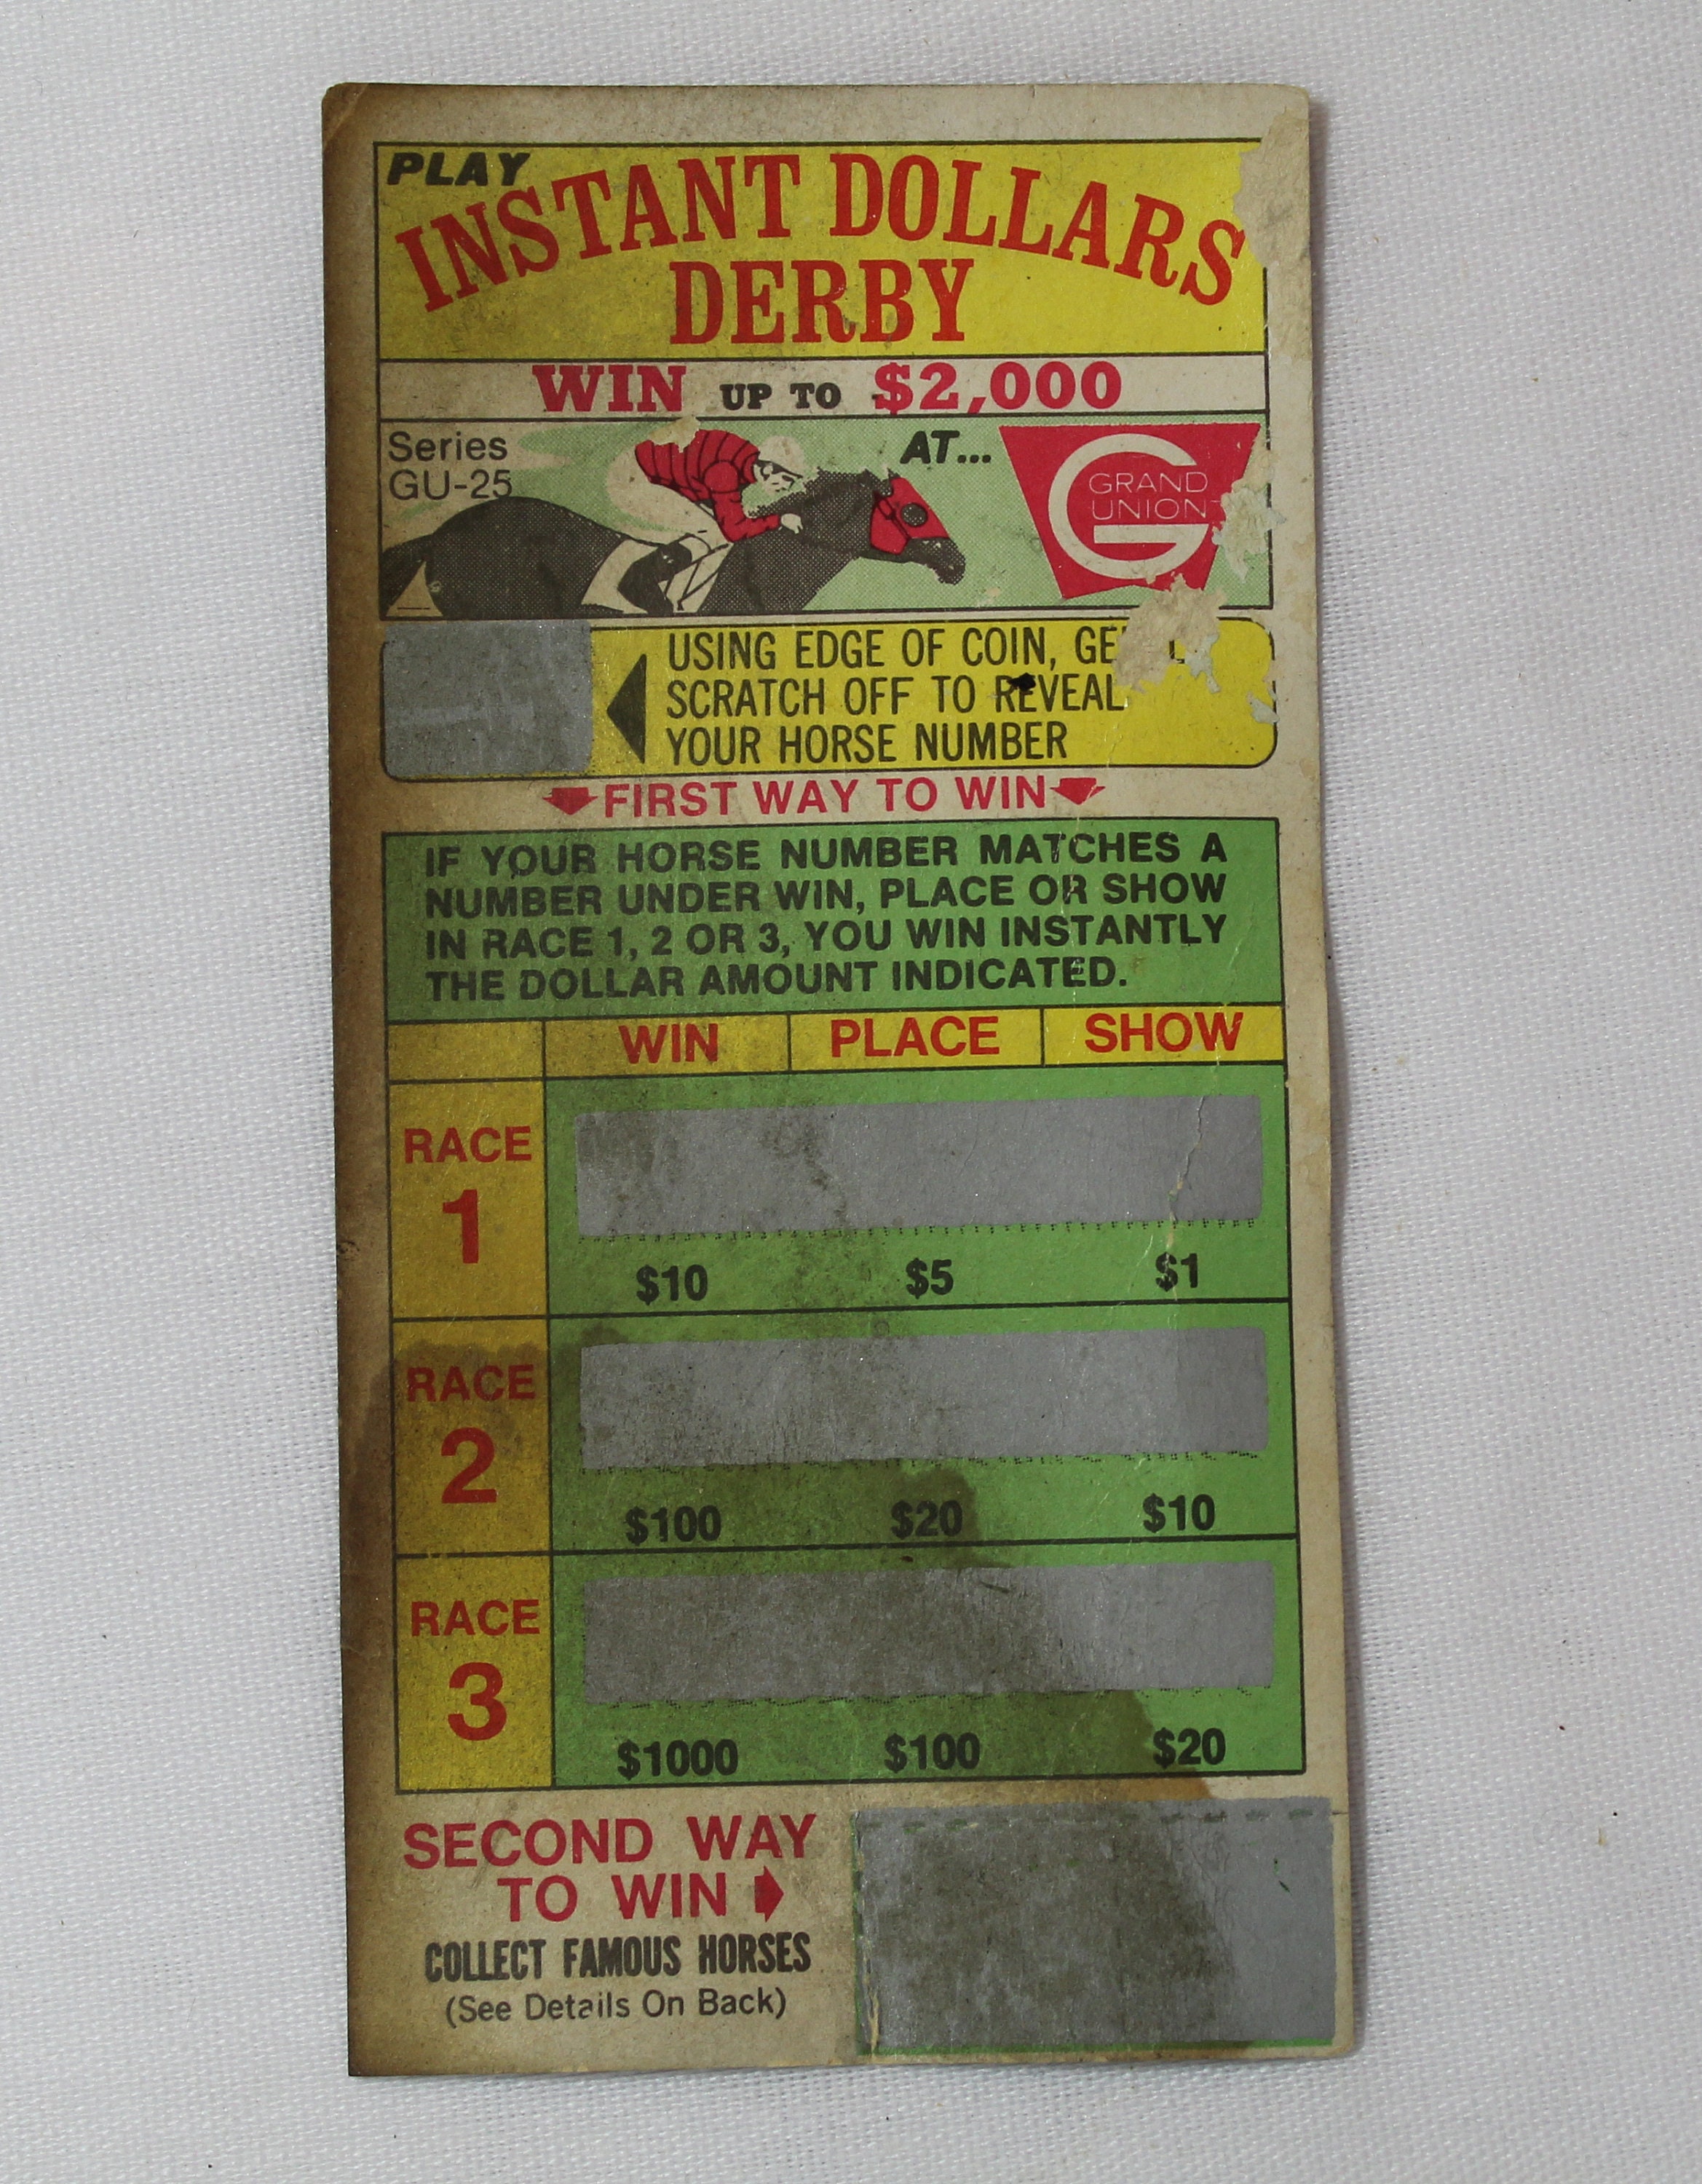 PLAY
INSTANT DOLLARS
DERBY
WIN UP TO $2,000
Series
GU-25
AT...
GRAND
UNION
USING EDGE OF COIN,
SCRATCH OFF TO REVEAL
YOUR HORSE NUMBER
FIRST WAY TO WIN
IF YOUR HORSE NUMBER MATCHES A
NUMBER UNDER WIN, PLACE OR SHOW
IN RACE 1, 2 OR 3, YOU WIN INSTANTLY
THE DOLLAR AMOUNT INDICATED.
WIN PLACE SHOW
RACE
1
$10 $5 $1
RACE
2
$100 $20 $10
RACE
3
$1000 $100 $20
SECOND WAY
TO WIN
COLLECT FAMOUS HORSES
(See Details On Back)